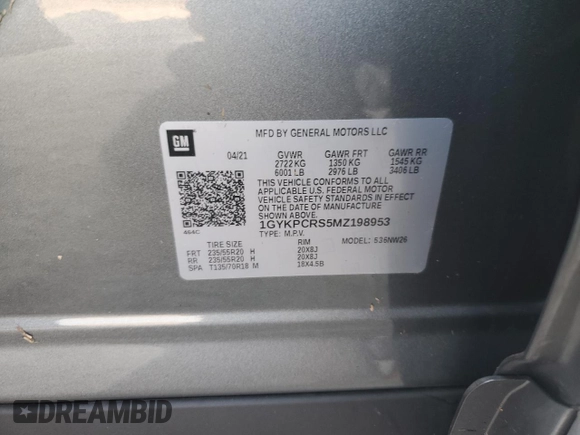 GM
MFD BY GENERAL MOTORS LLC
04/21 GVWR GAWR FRT GAWR RR
2722 KG 1350 KG 1545 KG
6001 LB 2976 LB 3406 LB
THIS VEHICLE CONFORMS TO ALL
APPLICABLE U.S. FEDERAL MOTOR
VEHICLE SAFETY STANDARDS IN EFFECT
ON THE DATE OF MANUFACTURE SHOWN
ABOVE.
1GYKPCRS5MZ198953
464C
TYPE: M.P.V. MODEL: 536NW26
TIRE SIZE RIM
FRT 235/55R20 H 20X8J
RR 235/55R20 H 20X8J
SPA T135/70R18 M 18X4.5B
DREAMBID